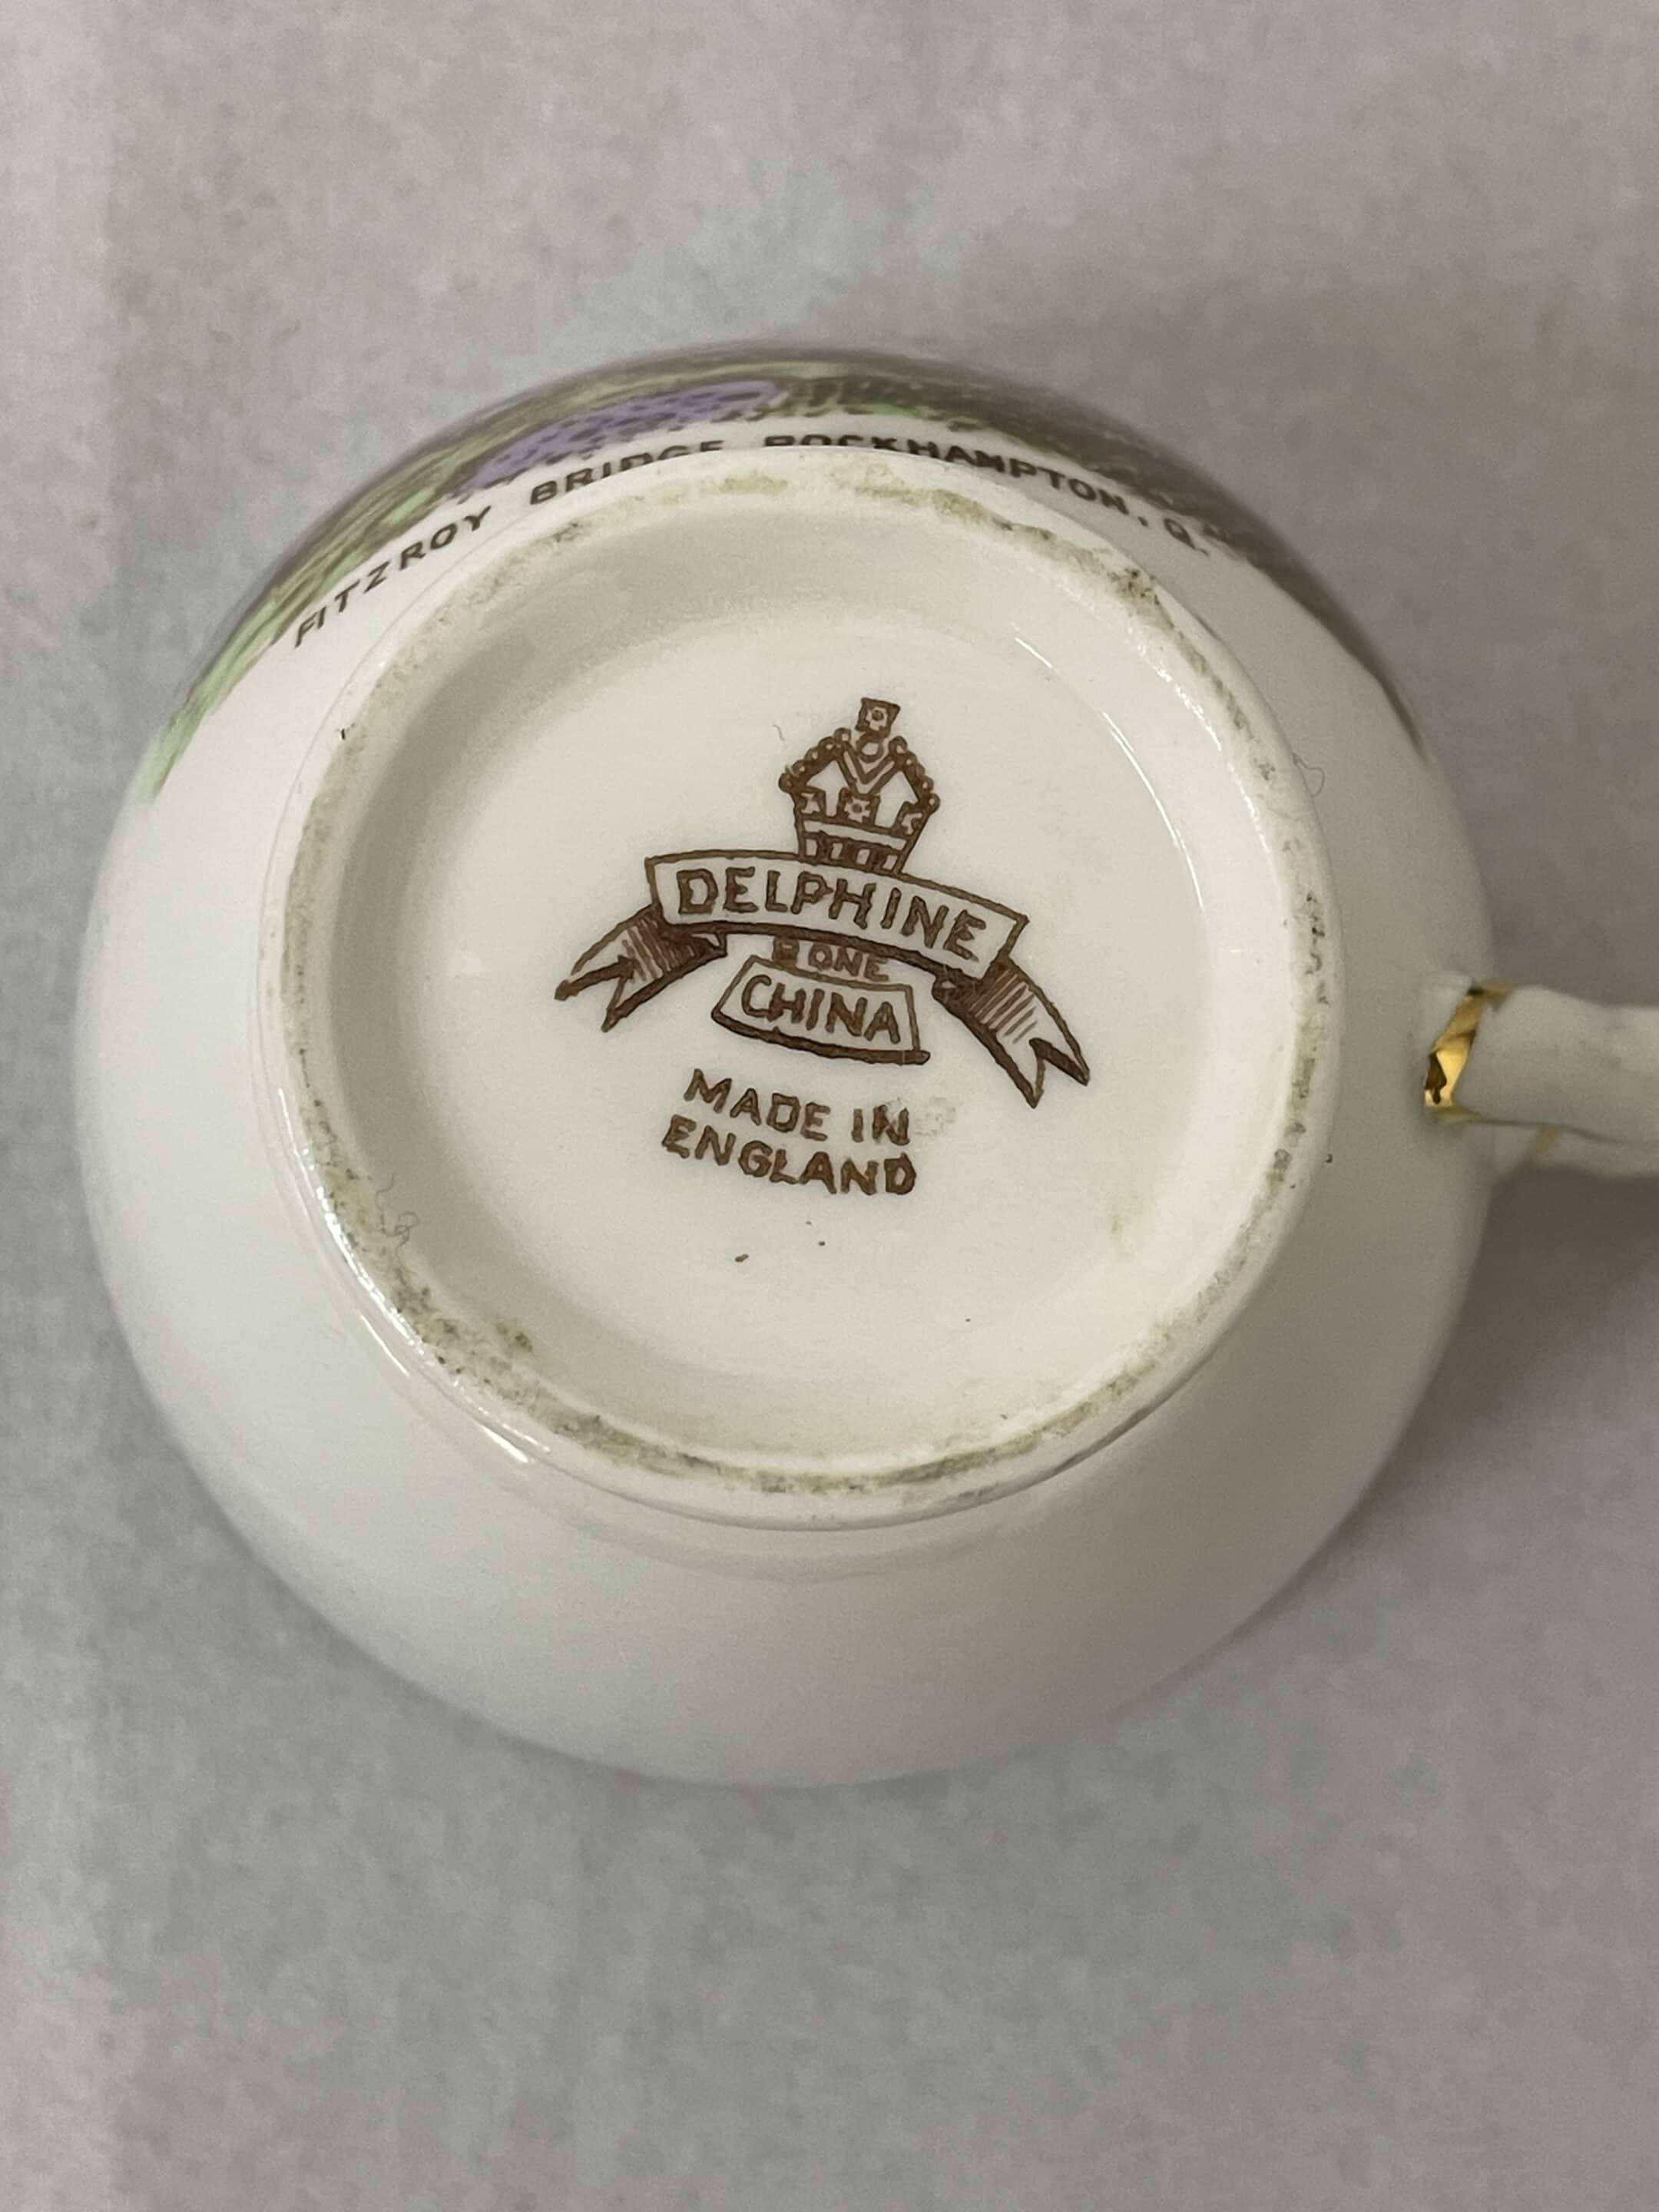 FITZROY BRIDGE ROCKHAMPTON, Q.
DELPHINE
BONE
CHINA
MADE IN
ENGLAND